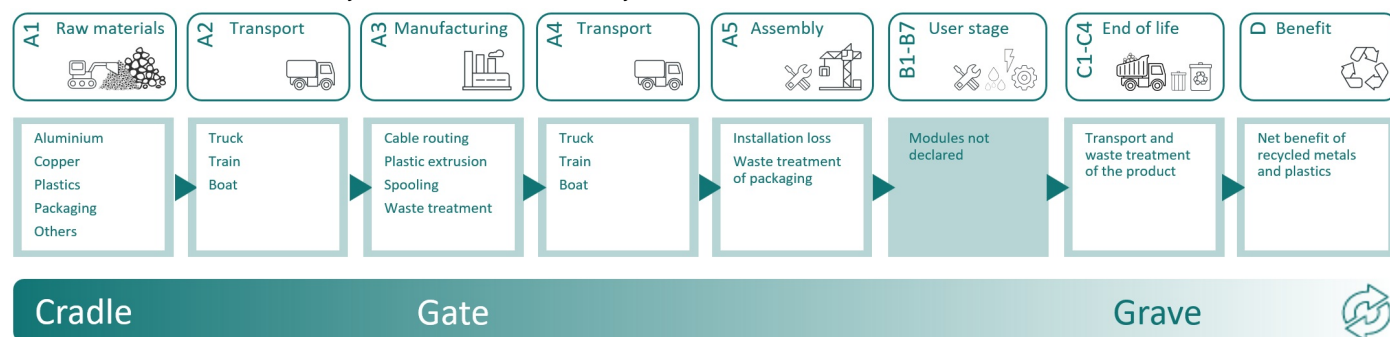 A1 Raw materials
A2 Transport
A3 Manufacturing
A4 Transport
A5 Assembly
B1-B7 User stage
C1-C4 End of life
D Benefit
Aluminium
Copper
Plastics
Packaging
Others
Truck
Train
Boat
Cable routing
Plastic extrusion
Spooling
Waste treatment
Truck
Train
Boat
Installation loss
Waste treatment
of packaging
Modules not
declared
Transport and
waste treatment
of the product
Net benefit of
recycled metals
and plastics
Cradle
Gate
Grave